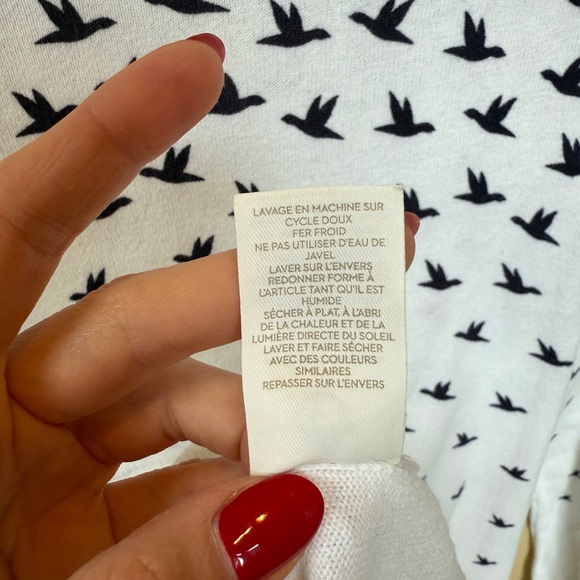 LAVAGE EN MACHINE SUR
CYCLE DOUX
FER FROID
NE PAS UTILISER D'EAU DE
JAVEL
LAVER SUR L'ENVERS
REDONNER FORME À
L'ARTICLE TANT QU'IL EST
HUMIDE
SÉCHER À PLAT, À L'ABRI
DE LA CHALEUR ET DE LA
LUMIÈRE DIRECTE DU SOLEIL
LAVER ET FAIRE SÉCHER
AVEC DES COULEURS
SIMILAIRES
REPASSER SUR L'ENVERS